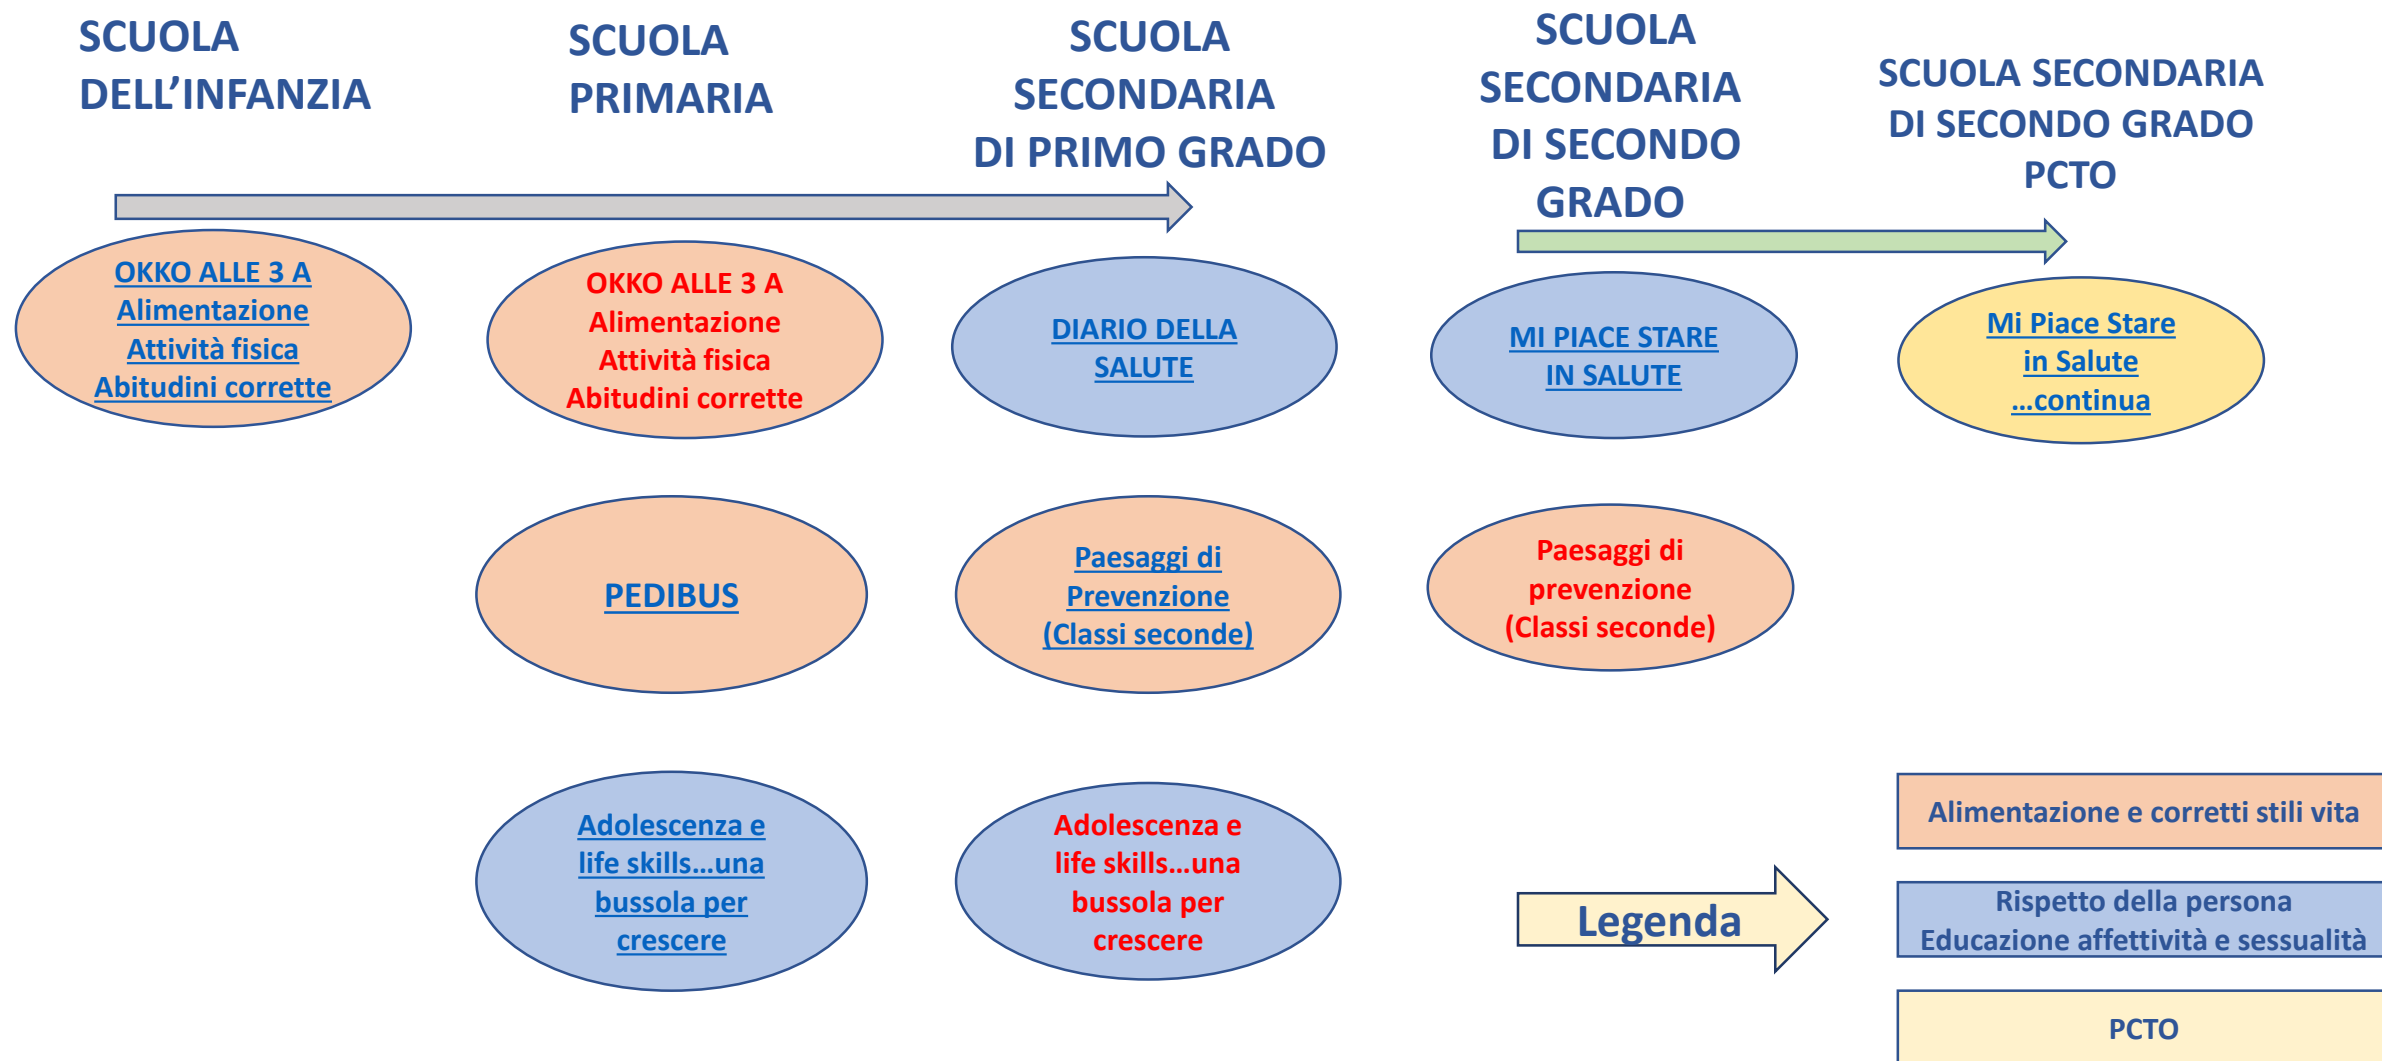 SCUOLA
DELL’INFANZIA
SCUOLA
PRIMARIA
SCUOLA
SECONDARIA
DI PRIMO GRADO
SCUOLA
SECONDARIA
DI SECONDO
GRADO
SCUOLA SECONDARIA
DI SECONDO GRADO
PCTO
OKKO ALLE 3 A
Alimentazione
Attività fisica
Abitudini corrette
OKKO ALLE 3 A
Alimentazione
Attività fisica
Abitudini corrette
DIARIO DELLA
SALUTE
MI PIACE STARE
IN SALUTE
Mi Piace Stare
in Salute
…continua
PEDIBUS
Paesaggi di
Prevenzione
(Classi seconde)
Paesaggi di
prevenzione
(Classi seconde)
Adolescenza e
life skills…una
bussola per
crescere
Adolescenza e
life skills…una
bussola per
crescere
Legenda
Alimentazione e corretti stili vita
Rispetto della persona
Educazione affettività e sessualità
PCTO